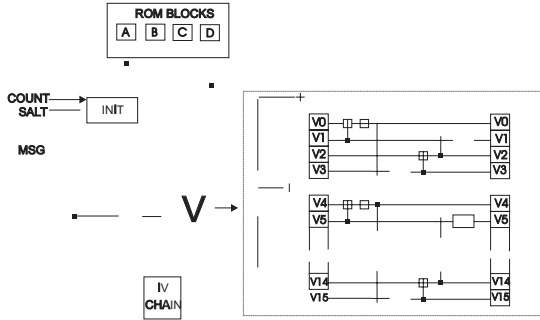 ROM BLOCKS
A B C D
COUNT
SALT
INIT
MSG
V
V0 V0
V1 V1
V2 V2
V3 V3
V4 V4
V5 V5
V14 V14
V15 V15
IV
CHAIN